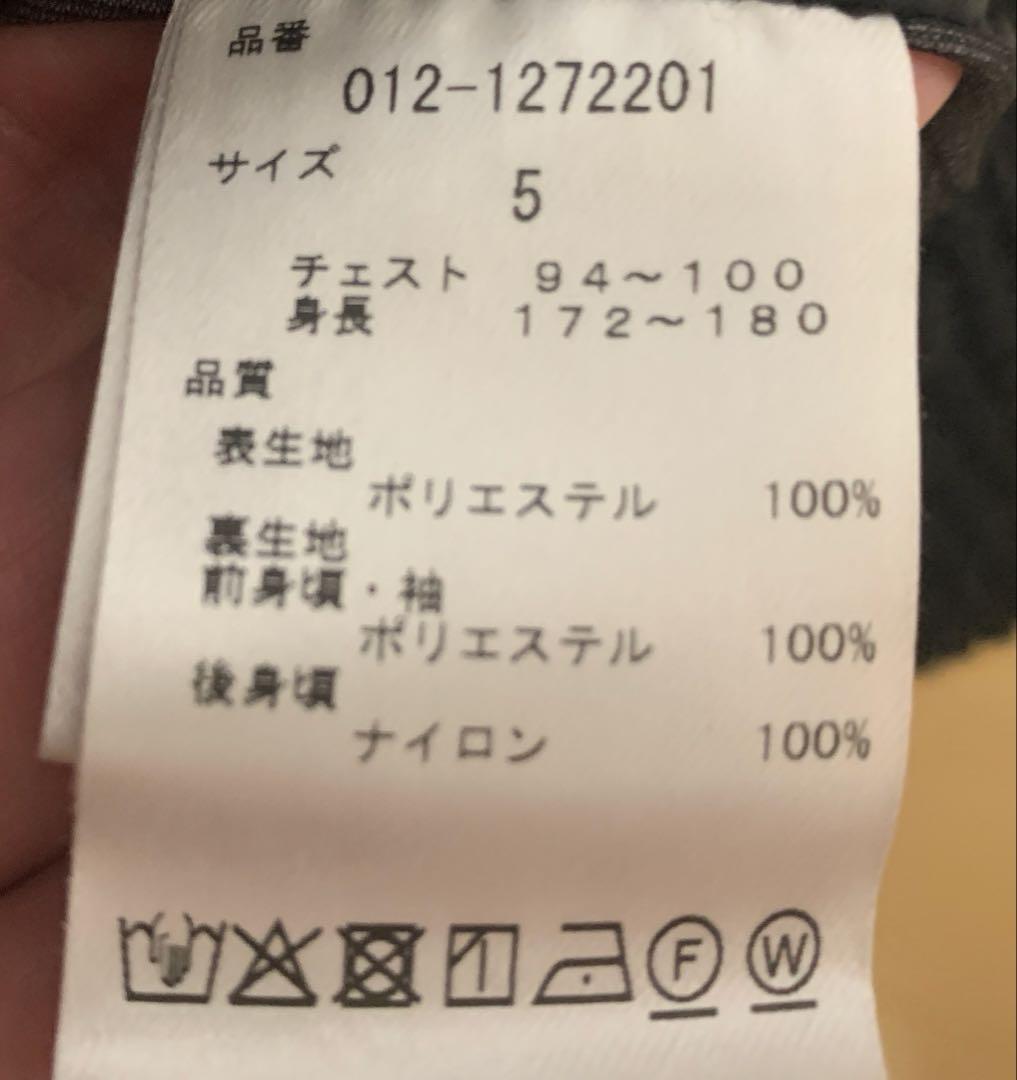 品番
012-1272201
サイズ
5
チェスト 94～100
身長 172～180
品質
表生地
ポリエステル 100%
裏生地
前身頃・袖
ポリエステル 100%
後身頃
ナイロン 100%
F W